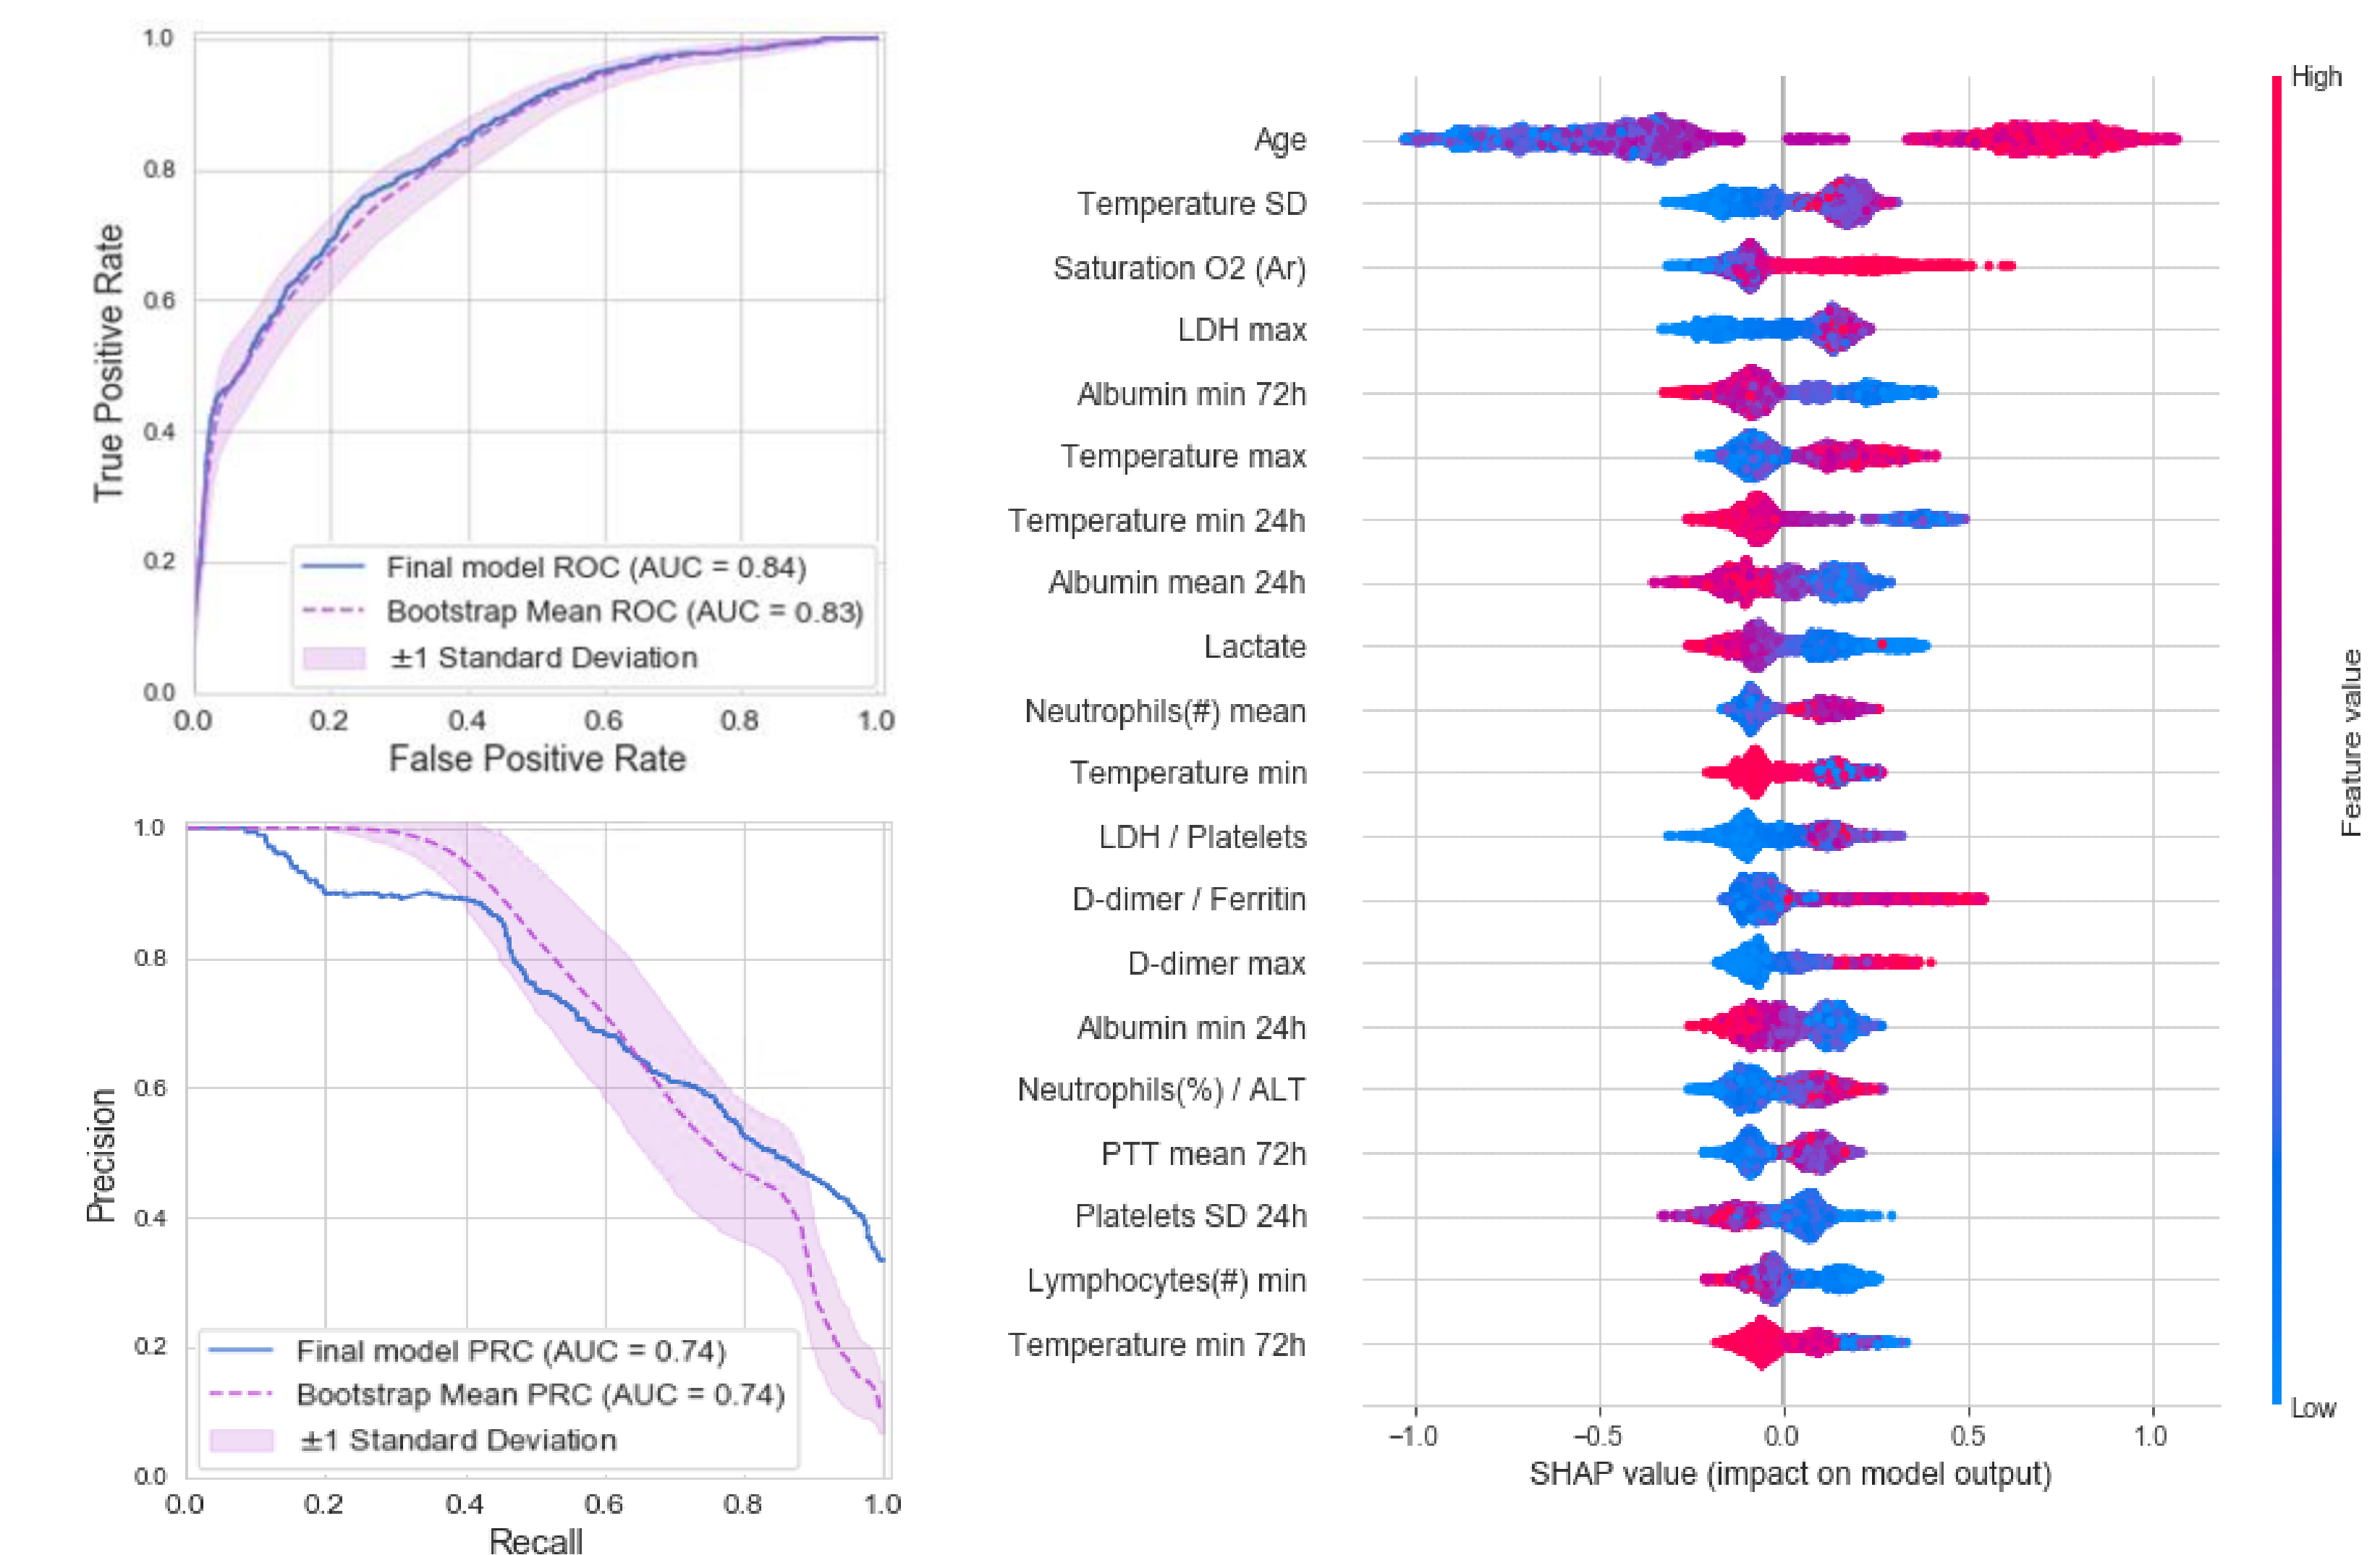 1.0
0.8
0.6
0.4
0.2
0.0
True Positive Rate
Final model ROC (AUC = 0.84)
Bootstrap Mean ROC (AUC = 0.83)
±1 Standard Deviation
0.0 0.2 0.4 0.6 0.8 1.0
False Positive Rate
1.0
0.8
0.6
0.4
0.2
0.0
Precision
Final model PRC (AUC = 0.74)
Bootstrap Mean PRC (AUC = 0.74)
±1 Standard Deviation
0.0 0.2 0.4 0.6 0.8 1.0
Recall
Age
Temperature SD
Saturation O2 (Ar)
LDH max
Albumin min 72h
Temperature max
Temperature min 24h
Albumin mean 24h
Lactate
Neutrophils(#) mean
Temperature min
LDH / Platelets
D-dimer / Ferritin
D-dimer max
Albumin min 24h
Neutrophils(%) / ALT
PTT mean 72h
Platelets SD 24h
Lymphocytes(#) min
Temperature min 72h
−1.0 −0.5 0.0 0.5 1.0
SHAP value (impact on model output)
High
Feature value
Low